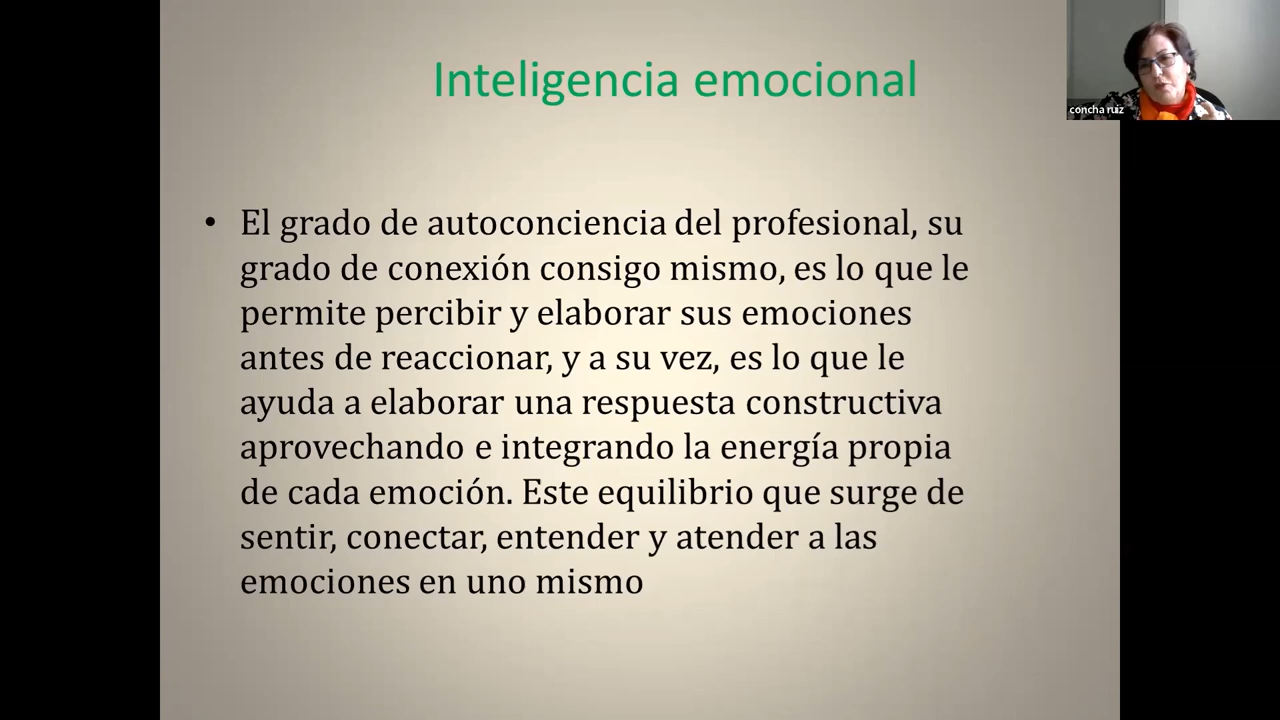 Inteligencia emocional
concha ruiz
• El grado de autoconciencia del profesional, su
grado de conexión consigo mismo, es lo que le
permite percibir y elaborar sus emociones
antes de reaccionar, y a su vez, es lo que le
ayuda a elaborar una respuesta constructiva
aprovechando e integrando la energía propia
de cada emoción. Este equilibrio que surge de
sentir, conectar, entender y atender a las
emociones en uno mismo